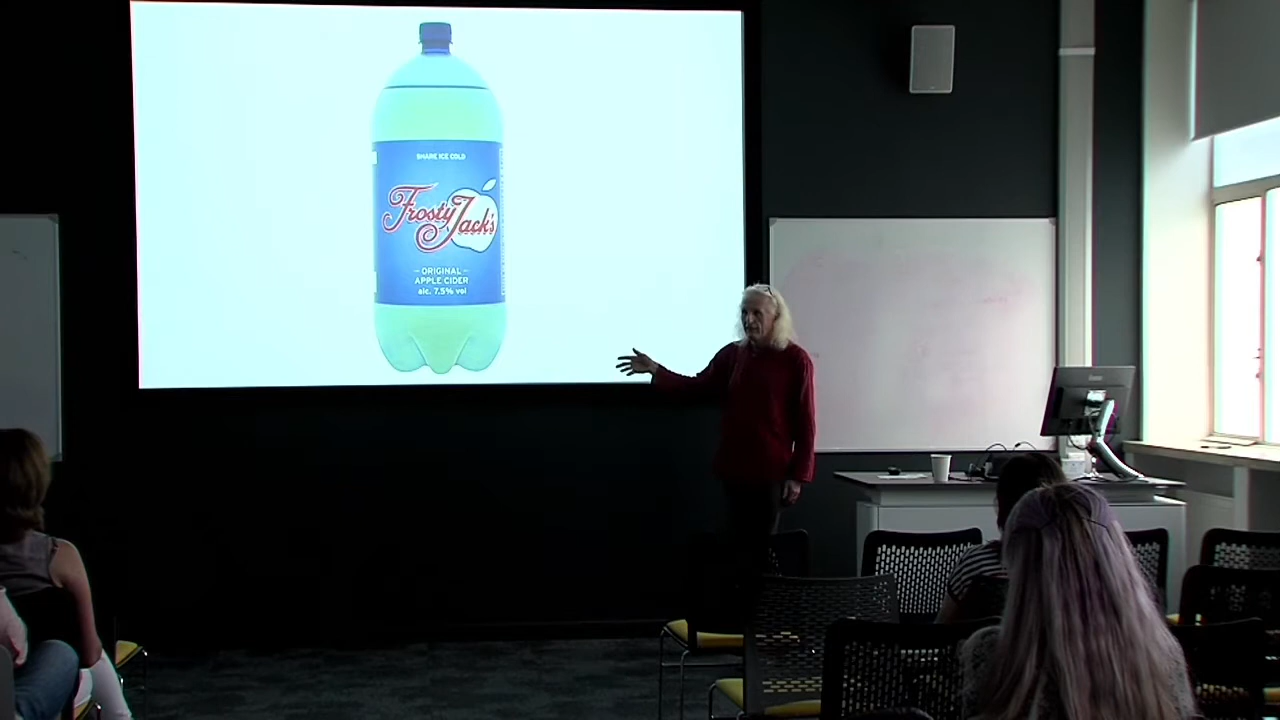 SHARE ICE COLD
Frosty Jack's
– ORIGINAL –
APPLE CIDER
alc. 7.5% vol